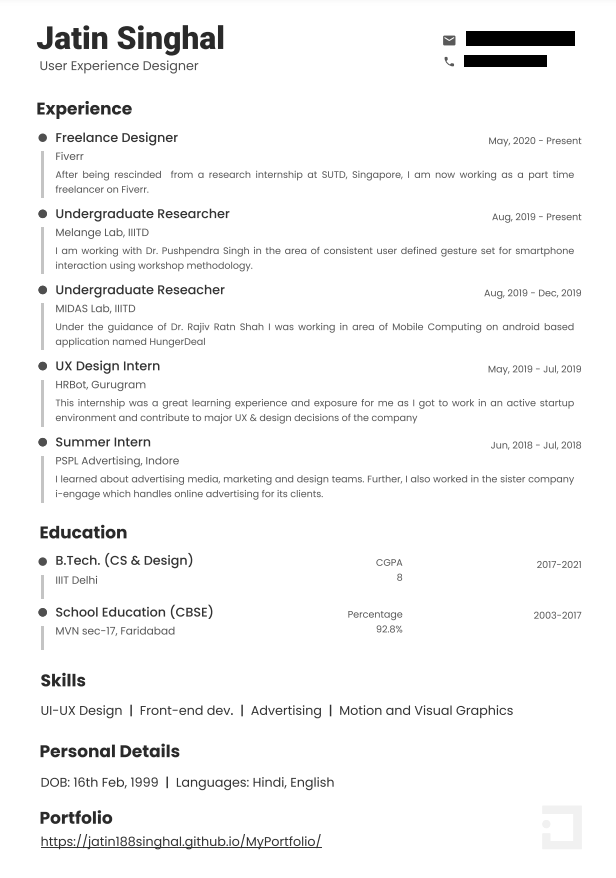 Jatin Singhal
User Experience Designer
Experience
Freelance Designer
May, 2020 - Present
Fiverr
After being rescinded from a research internship at SUTD, Singapore, I am now working as a part time
freelancer on Fiverr.
Undergraduate Researcher
Aug, 2019 - Present
Melange Lab, IIITD
I am working with Dr. Pushpendra Singh in the area of consistent user defined gesture set for smartphone
interaction using workshop methodology.
Undergraduate Reseacher
Aug, 2019 - Dec, 2019
MIDAS Lab, IIITD
Under the guidance of Dr. Rajiv Ratn Shah I was working in area of Mobile Computing on android based
application named HungerDeal
UX Design Intern
May, 2019 - Jul, 2019
HRBot, Gurugram
This internship was a great learning experience and exposure for me as I got to work in an active startup
environment and contribute to major UX & design decisions of the company
Summer Intern
Jun, 2018 - Jul, 2018
PSPL Advertising, Indore
I learned about advertising media, marketing and design teams. Further, I also worked in the sister company
i-engage which handles online advertising for its clients.
Education
B.Tech. (CS & Design)
CGPA
2017-2021
IIIT Delhi
8
School Education (CBSE)
Percentage
2003-2017
MVN sec-17, Faridabad
92.8%
Skills
UI-UX Design | Front-end dev. | Advertising | Motion and Visual Graphics
Personal Details
DOB: 16th Feb, 1999 | Languages: Hindi, English
Portfolio
https://jatin188singhal.github.io/MyPortfolio/